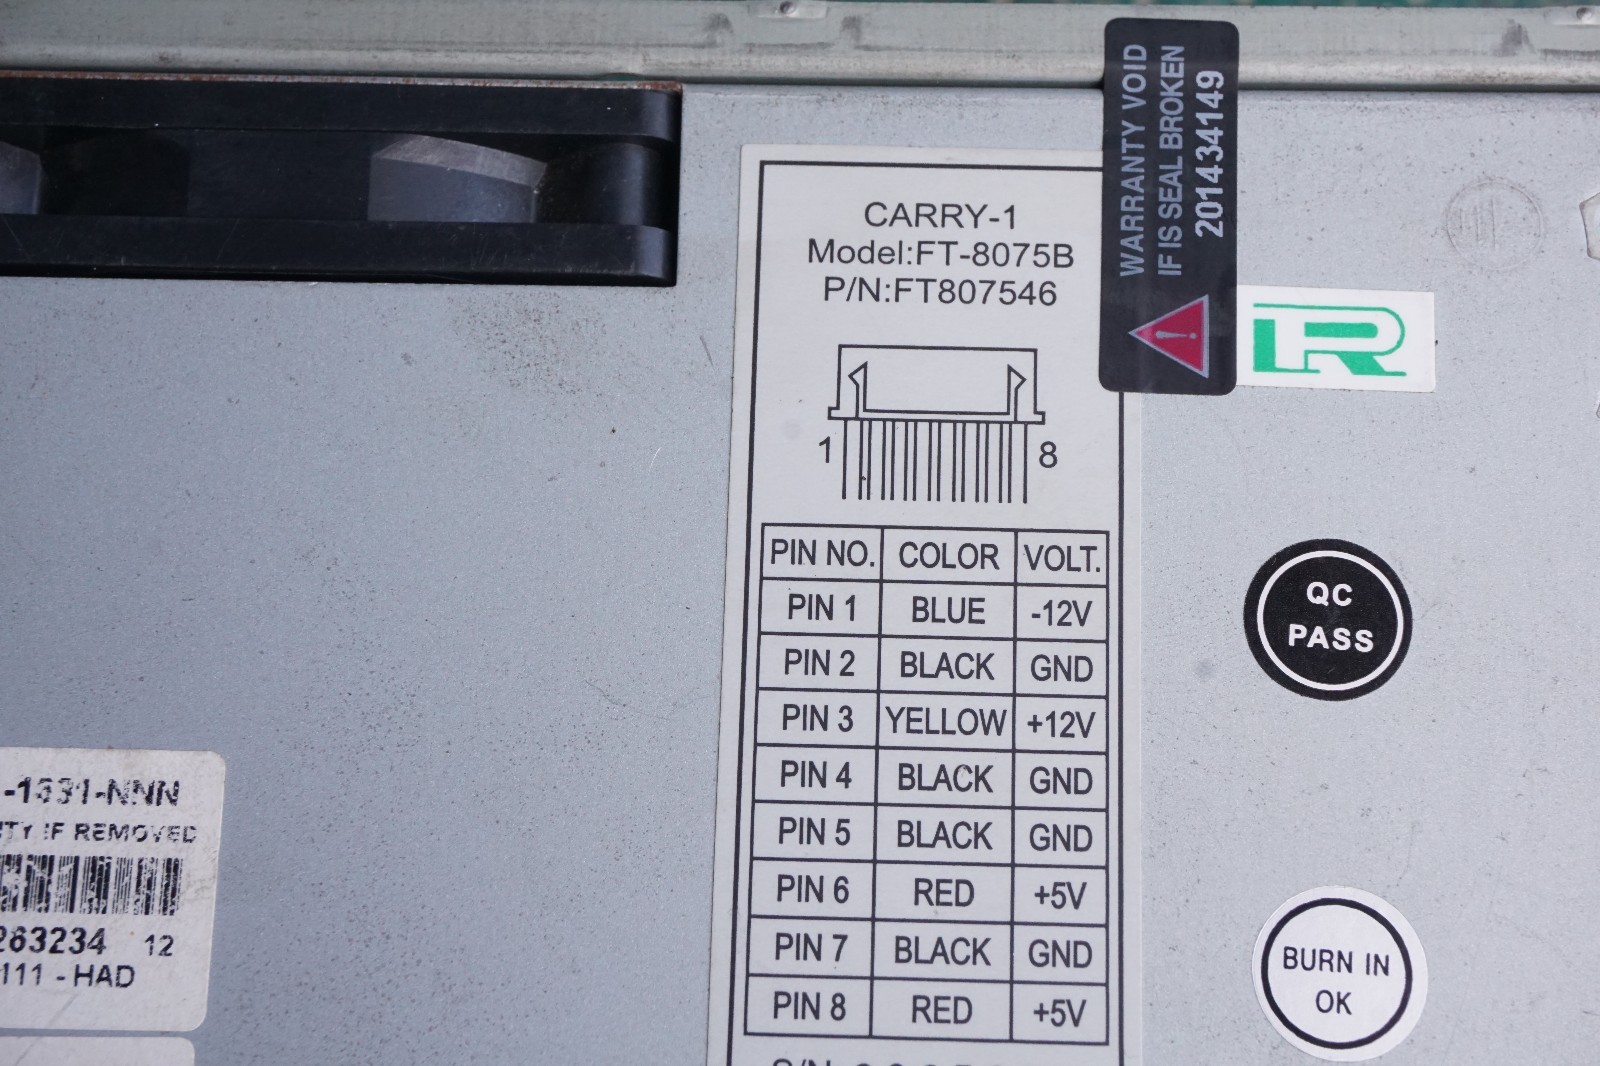 WARRANTY VOID
IF IS SEAL BROKEN
201434149
CARRY-1
Model:FT-8075B
P/N:FT807546
R
1 8
PIN NO. COLOR VOLT.
PIN 1 BLUE -12V
PIN 2 BLACK GND
PIN 3 YELLOW +12V
PIN 4 BLACK GND
PIN 5 BLACK GND
PIN 6 RED +5V
PIN 7 BLACK GND
PIN 8 RED +5V
QC
PASS
BURN IN
OK
-NNN
TY IF REMOVED
263234 12
111 - HAD